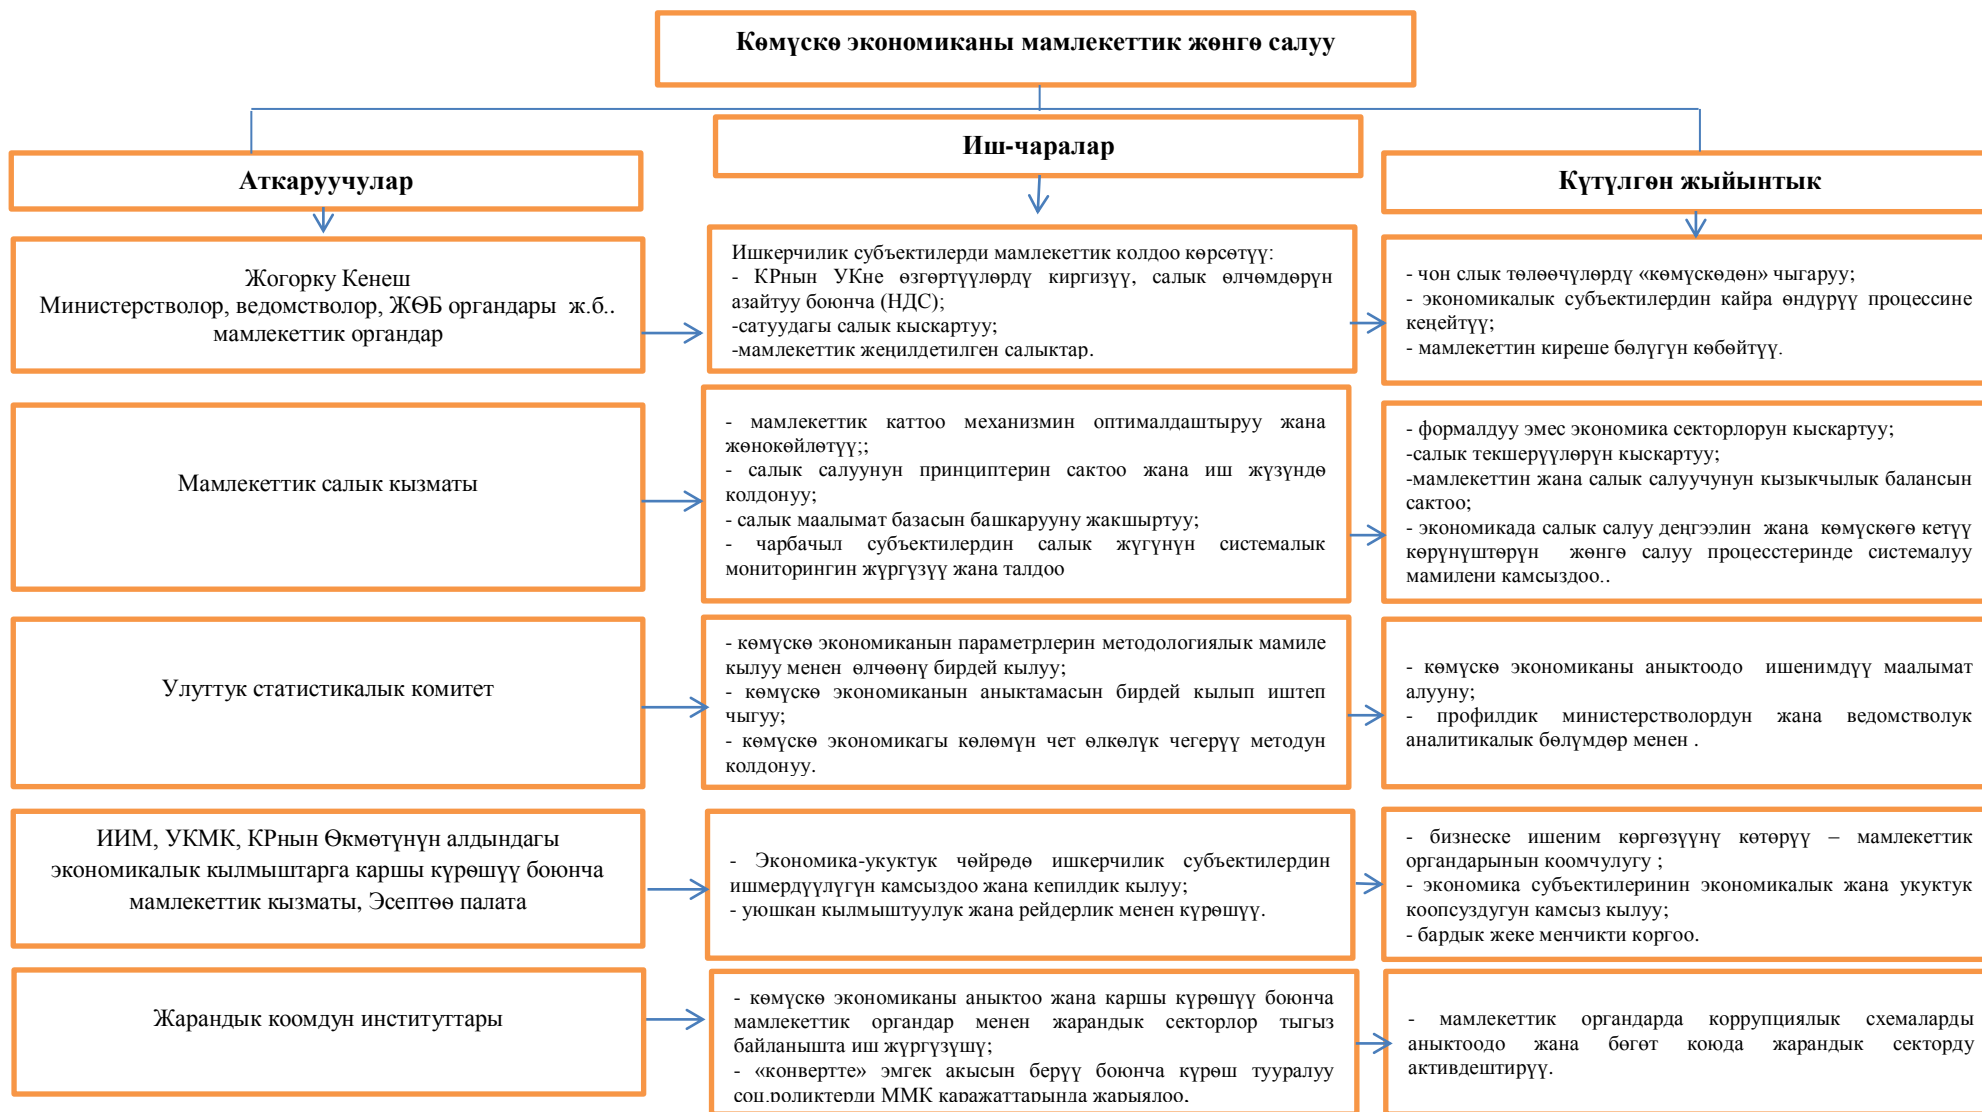 Көмүскө экономиканы мамлекеттик жөнгө салуу
Аткаруучулар
Иш-чаралар
Күтүлгөн жыйынтык
Жогорку Кенеш
Министерстволор, ведомстволор, ЖӨБ органдары ж.б..
мамлекеттик органдар
Ишкерчилик субъектилерди мамлекеттик колдоо көрсөтүү:
- КРнын УКне өзгөртүүлөрдү киргизүү, салык өлчөмдөрүн
азайтуу боюнча (НДС);
-сатуудагы салык кыскартуу;
-мамлекеттик жеңилдетилген салыктар.
- чон слык төлөөчүлөрдү «көмүскөдөн» чыгаруу;
- экономикалык субъектилердин кайра өндүрүү процессине
кеңейтүү;
- мамлекеттин киреше бөлүгүн көбөйтүү.
Мамлекеттик салык кызматы
- мамлекеттик каттоо механизмин оптималдаштыруу жана
жөнөкөйлөтүү;;
- салык салуунун принциптерин сактоо жана иш жүзүндө
колдонуу;
- салык маалымат базасын башкарууну жакшыртуу;
- чарбачыл субъектилердин салык жүгүнүн системалык
мониторингин жүргүзүү жана талдоо
- формалдуу эмес экономика секторлорун кыскартуу;
-салык текшерүүлөрүн кыскартуу;
-мамлекеттин жана салык салуучунун кызыкчылык балансын
сактоо;
- экономикада салык салуу деңгээлин жана көмүскөгө кетүү
көрүнүштөрүн жөнгө салуу процесстеринде системалуу
мамилени камсыздоо..
Улуттук статистикалык комитет
- көмүскө экономиканын параметрлерин методологиялык мамиле
кылуу менен өлчөөнү бирдей кылуу;
- көмүскө экономиканын аныктамасын бирдей кылып иштеп
чыгуу;
- көмүскө экономикагы көлөмүн чет өлкөлүк чегерүү методун
колдонуу.
- көмүскө экономиканы аныктоодо ишенимдүү маалымат
алууну;
- профилдик министерстволордун жана ведомстволук
аналитикалык бөлүмдөр менен .
ИИМ, УКМК, КРнын Өкмөтүнүн алдындагы
экономикалык кылмыштарга каршы күрөшүү боюнча
мамлекеттик кызматы, Эсептөө палата
- Экономика-укуктук чөйрөдө ишкерчилик субъектилердин
ишмердүүлүгүн камсыздоо жана кепилдик кылуу;
- уюшкан кылмыштуулук жана рейдерлик менен күрөшүү.
- бизнеске ишеним көргөзүүнү көтөрүү – мамлекеттик
органдарынын коомчулугу ;
- экономика субъектилеринин экономикалык жана укуктук
коопсуздугун камсыз кылуу;
- бардык жеке менчикти коргоо.
Жарандык коомдун институттары
- көмүскө экономиканы аныктоо жана каршы күрөшүү боюнча
мамлекеттик органдар менен жарандык секторлор тыгыз
байланышта иш жүргүзүшү;
- «конвертте» эмгек акысын берүү боюнча күрөш тууралуу
соц.роликтерди ММК каражаттарында жарыялоо.
- мамлекеттик органдарда коррупциялык схемаларды
аныктоодо жана бөгөт коюда жарандык секторду
активдештирүү.